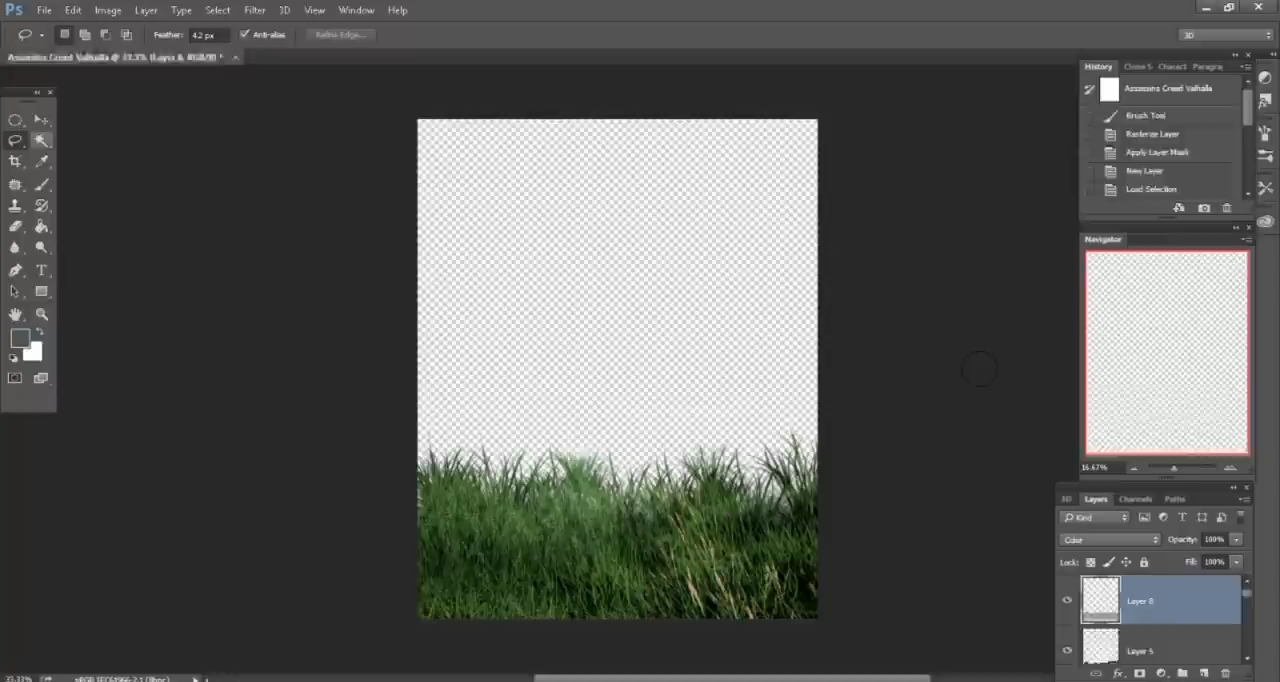 Ps File Edit Image Layer Type Select Filter 3D View Window Help
Feather: 42 px Anti-alias Refine Edge... 3D
Assassins Creed Valhalla @ 33.3% (Layer 8, RGB/8) *
History Clone S Charact Paragra
Assassins Creed Valhalla
Brush Tool
Rasterize Layer
Apply Layer Mask
New Layer
Load Selection
Navigator
16.67%
3D Layers Channels Paths
Kind
Color Opacity: 100%
Lock: Fill: 100%
Layer 8
Layer 5
33.33% sRGB IEC61966-2.1 (8bpc)